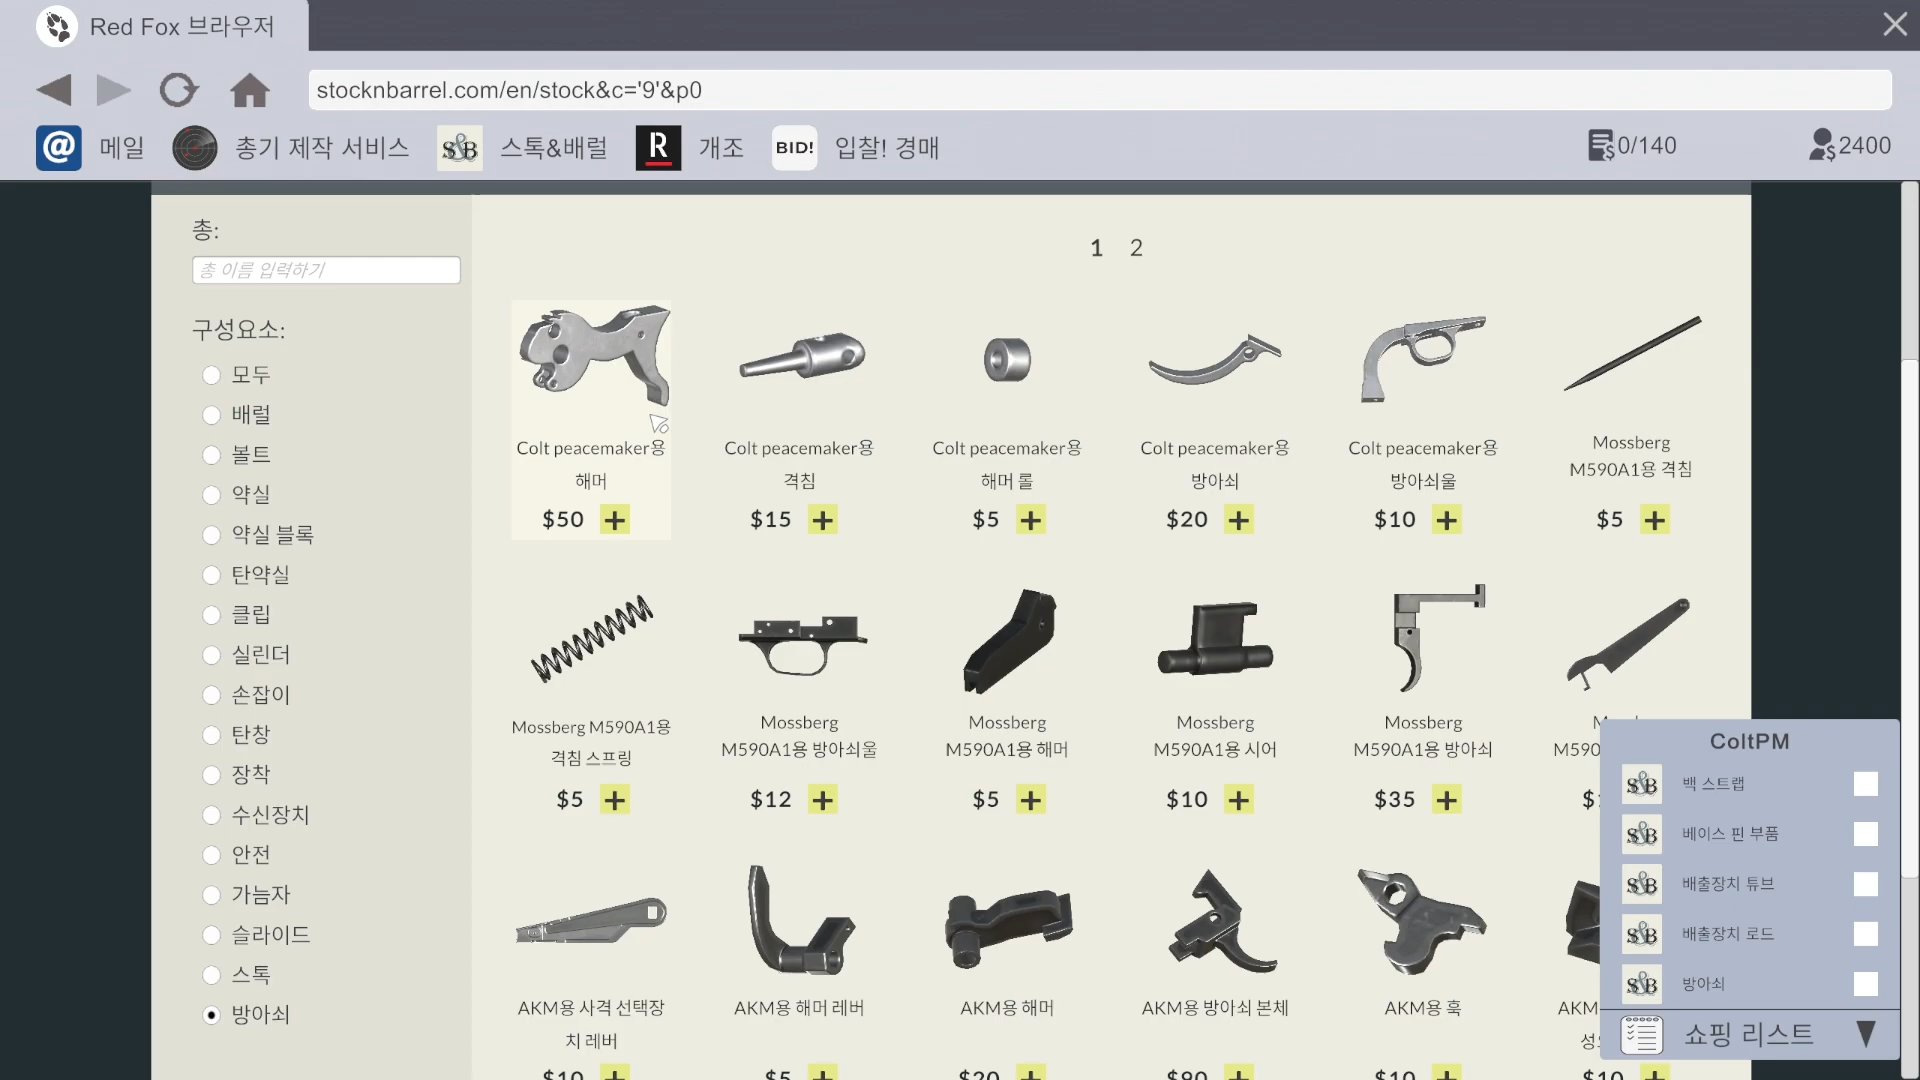 Red Fox 브라우저
stocknbarrel.com/en/stock&c='9'&p0
@ 메일
총기 제작 서비스
S&B 스톡&배럴
R 개조
BID! 입찰! 경매
0/140
2400
총:
총 이름 입력하기
구성요소:
모두
배럴
볼트
약실
약실 블록
탄약실
클립
실린더
손잡이
탄창
장착
수신장치
안전
가늠자
슬라이드
스톡
방아쇠
1 2
Colt peacemaker용
해머
$50 +
Colt peacemaker용
격침
$15 +
Colt peacemaker용
해머 롤
$5 +
Colt peacemaker용
방아쇠
$20 +
Colt peacemaker용
방아쇠울
$10 +
Mossberg
M590A1용 격침
$5 +
Mossberg M590A1용
격침 스프링
$5 +
Mossberg
M590A1용 방아쇠울
$12 +
Mossberg
M590A1용 해머
$5 +
Mossberg
M590A1용 시어
$10 +
Mossberg
M590A1용 방아쇠
$35 +
AKM용 사격 선택장
치 레버
$10 +
AKM용 해머 레버
$5 +
AKM용 해머
$20 +
AKM용 방아쇠 본체
$90 +
AKM용 훅
$10 +
$10 +
ColtPM
S&B 백 스트랩
S&B 베이스 핀 부품
S&B 배출장치 튜브
S&B 배출장치 로드
S&B 방아쇠
쇼핑 리스트